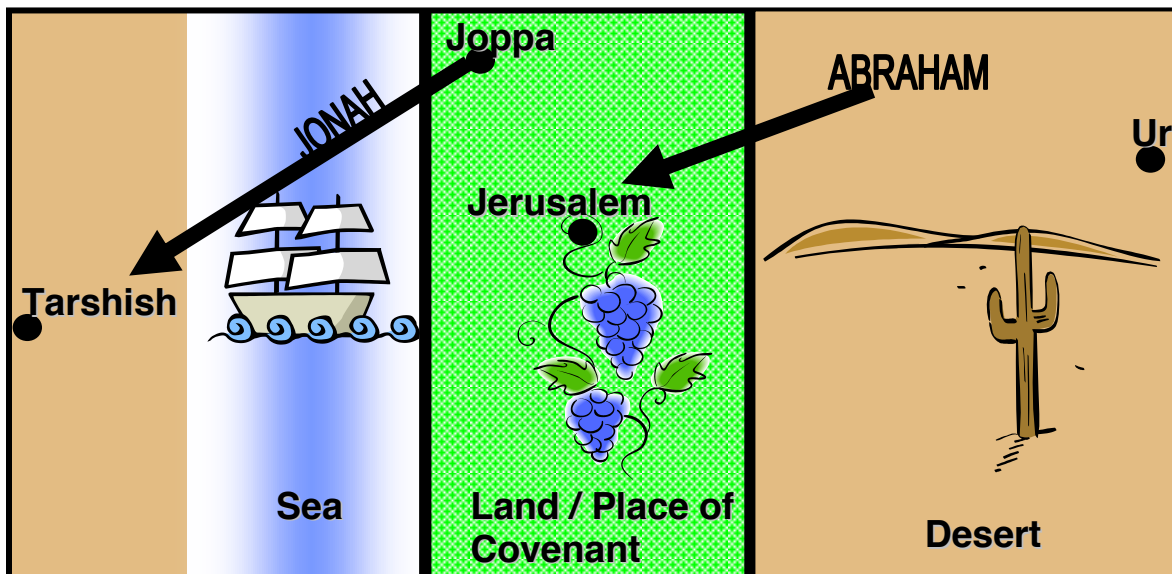 Joppa
JONAH
ABRAHAM
Ur
Jerusalem
Tarshish
Sea
Land / Place of
Covenant
Desert